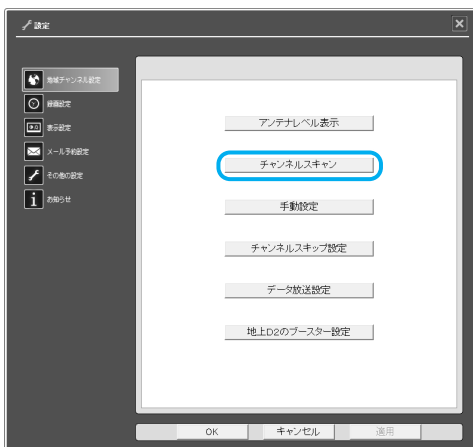 設定
地域チャンネル設定
録画設定
表示設定
メール予約設定
その他の設定
お知らせ
アンテナレベル表示
チャンネルスキャン
手動設定
チャンネルスキップ設定
データ放送設定
地上D2のブースター設定
OK キャンセル 適用